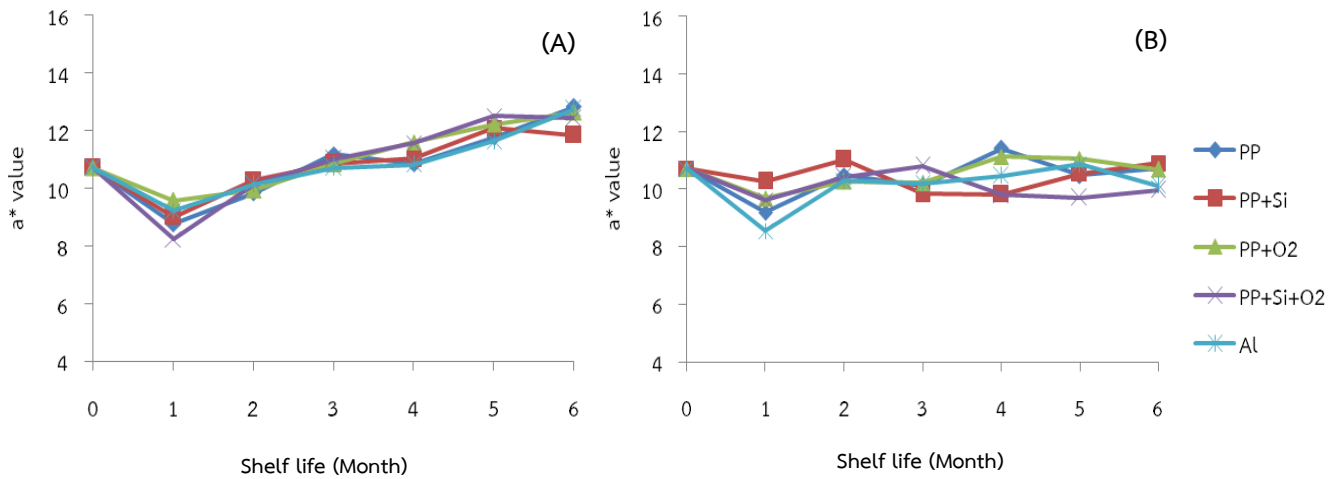 16
14
12
10
8
6
4
a* value
(A)
0 1 2 3 4 5 6
Shelf life (Month)
16
14
12
10
8
6
4
a* value
(B)
0 1 2 3 4 5 6
Shelf life (Month)
PP
PP+Si
PP+O2
PP+Si+O2
Al